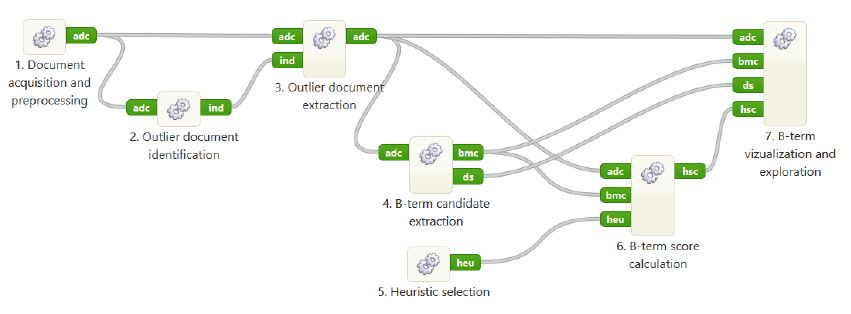 adc
1. Document
acquisition and
preprocessing
adc
ind
2. Outlier document
identification
adc
ind
adc
3. Outlier document
extraction
adc
bmc
ds
4. B-term candidate
extraction
heu
5. Heuristic selection
adc
bmc
heu
hsc
6. B-term score
calculation
adc
bmc
ds
hsc
7. B-term
vizualization and
exploration